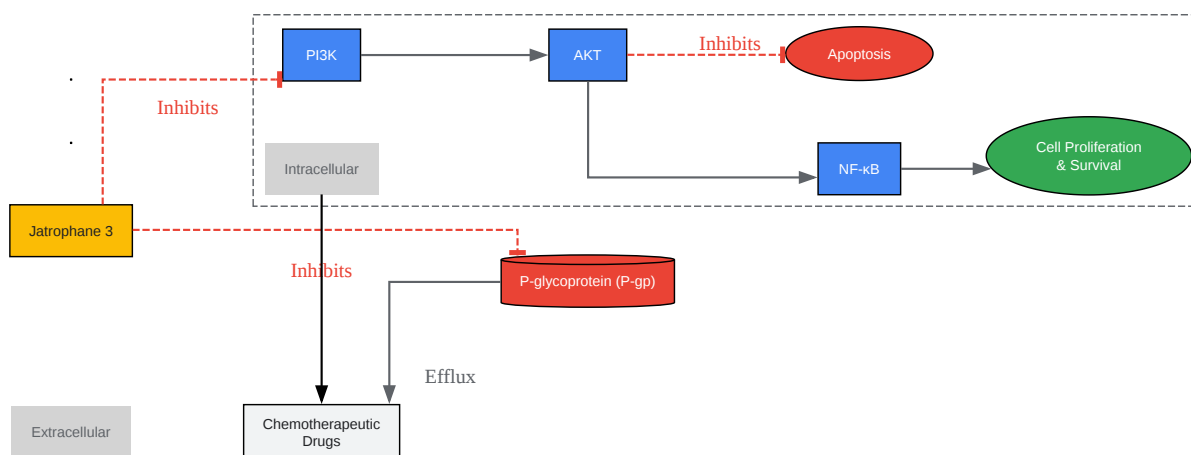 PI3K
AKT
Inhibits
Apoptosis
Inhibits
Cell Proliferation
& Survival
Intracellular
NF-κB
Jatrophane 3
Inhibits
P-glycoprotein (P-gp)
Efflux
Extracellular
Chemotherapeutic
Drugs